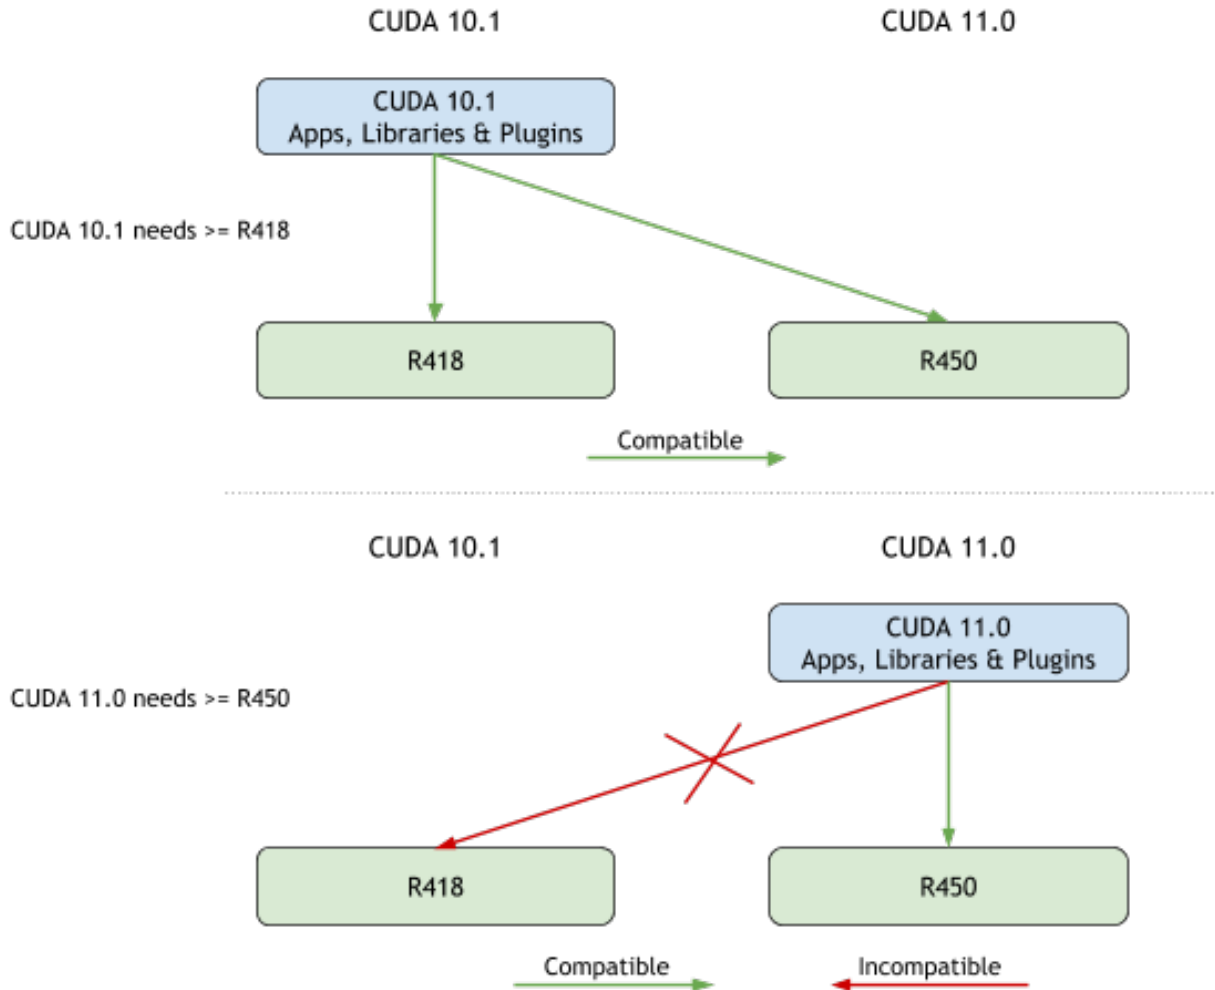 CUDA 10.1
CUDA 11.0
CUDA 10.1
Apps, Libraries & Plugins
CUDA 10.1 needs >= R418
R418
R450
Compatible
CUDA 10.1
CUDA 11.0
CUDA 11.0
Apps, Libraries & Plugins
CUDA 11.0 needs >= R450
R418
R450
Compatible
Incompatible